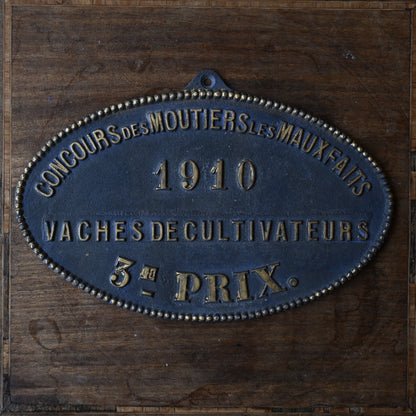 CONCOURS DES MOUTIERS LES MAUXFAITS
1910
VACHES DE CULTIVATEURS
3me PRIX.